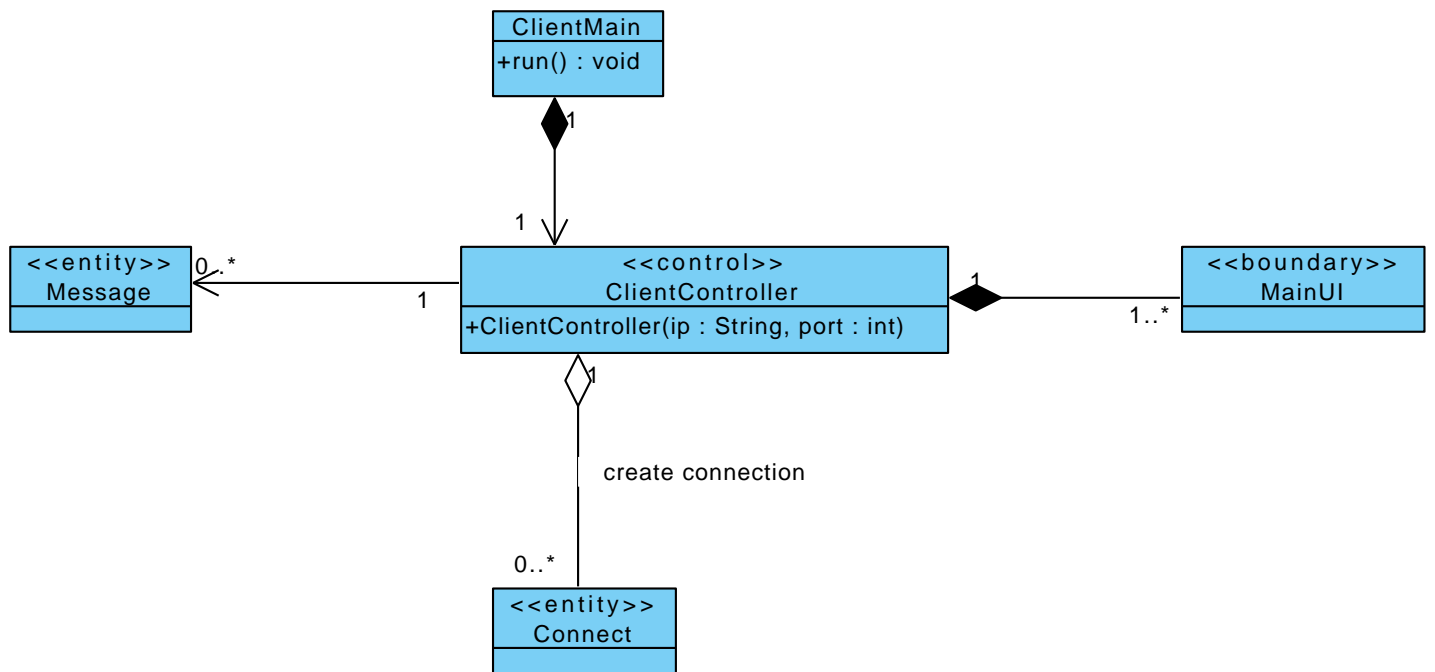 ClientMain
+run() : void
1
1
<<entity>>
Message
0..*
1
<<control>>
ClientController
+ClientController(ip : String, port : int)
1
1..*
<<boundary>>
MainUI
1
create connection
0..*
<<entity>>
Connect